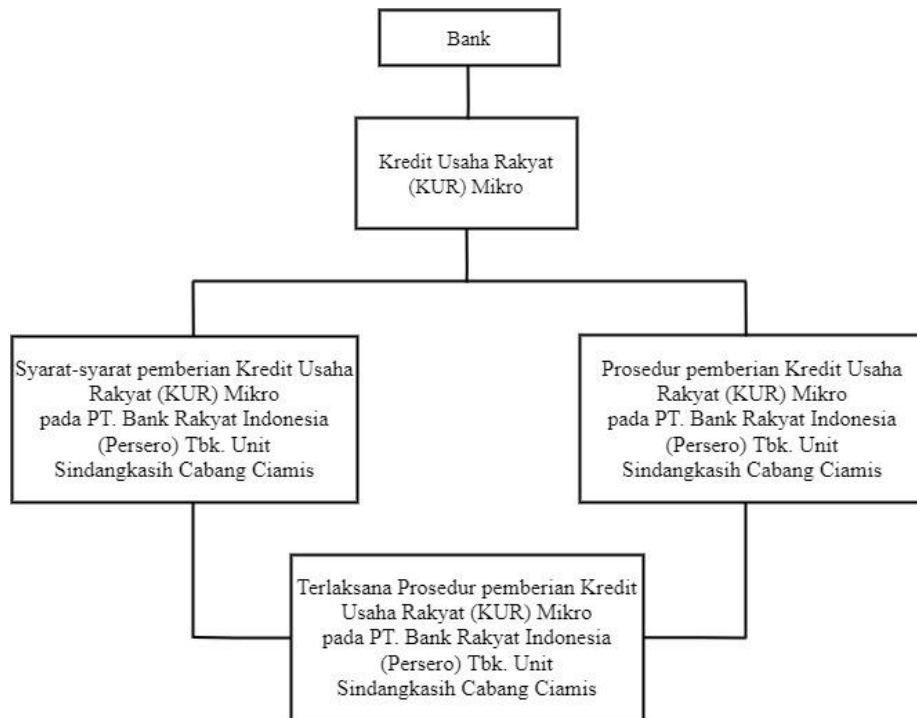 Bank
Kredit Usaha Rakyat
(KUR) Mikro
Syarat-syarat pemberian Kredit Usaha
Rakyat (KUR) Mikro
pada PT. Bank Rakyat Indonesia
(Persero) Tbk. Unit
Sindangkasih Cabang Ciamis
Prosedur pemberian Kredit Usaha
Rakyat (KUR) Mikro
pada PT. Bank Rakyat Indonesia
(Persero) Tbk. Unit
Sindangkasih Cabang Ciamis
Terlaksana Prosedur pemberian Kredit
Usaha Rakyat (KUR) Mikro
pada PT. Bank Rakyat Indonesia
(Persero) Tbk. Unit
Sindangkasih Cabang Ciamis